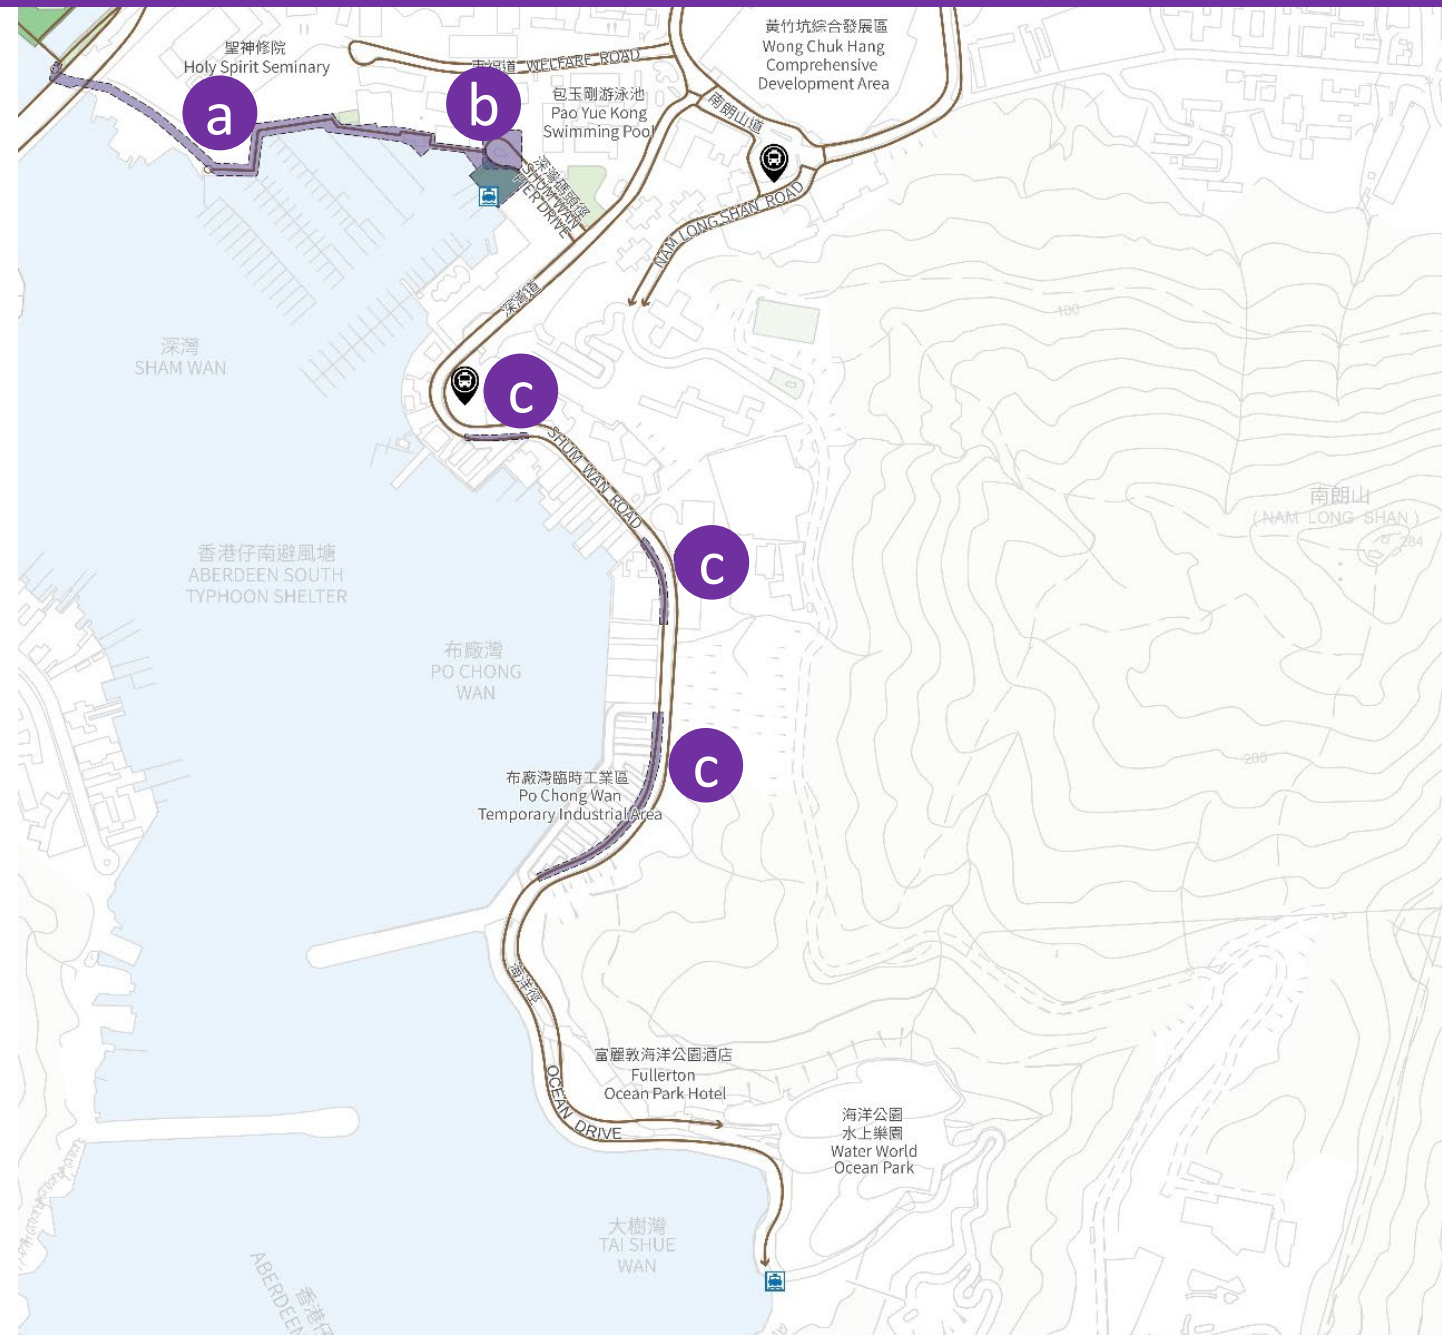 聖神修院
Holy Spirit Seminary
a
惠福道 WELFARE ROAD
b
包玉剛游泳池
Pao Yue Kong
Swimming Pool
黃竹坑綜合發展區
Wong Chuk Hang
Comprehensive
Development Area
南朗山道
NAM LONG SHAN ROAD
深灣碼頭徑
SHUM WAN
PIER DRIVE
深灣道
100
深灣
SHAM WAN
c
SHUM WAN ROAD
南朗山
( NAM LONG SHAN )
284
香港仔南避風塘
ABERDEEN SOUTH
TYPHOON SHELTER
c
布廠灣
PO CHONG
WAN
c
200
布廠灣臨時工業區
Po Chong Wan
Temporary Industrial Area
海洋徑
OCEAN DRIVE
富麗敦海洋公園酒店
Fullerton
Ocean Park Hotel
海洋公園
水上樂園
Water World
Ocean Park
大樹灣
TAI SHUE
WAN
香港仔
ABERDEEN